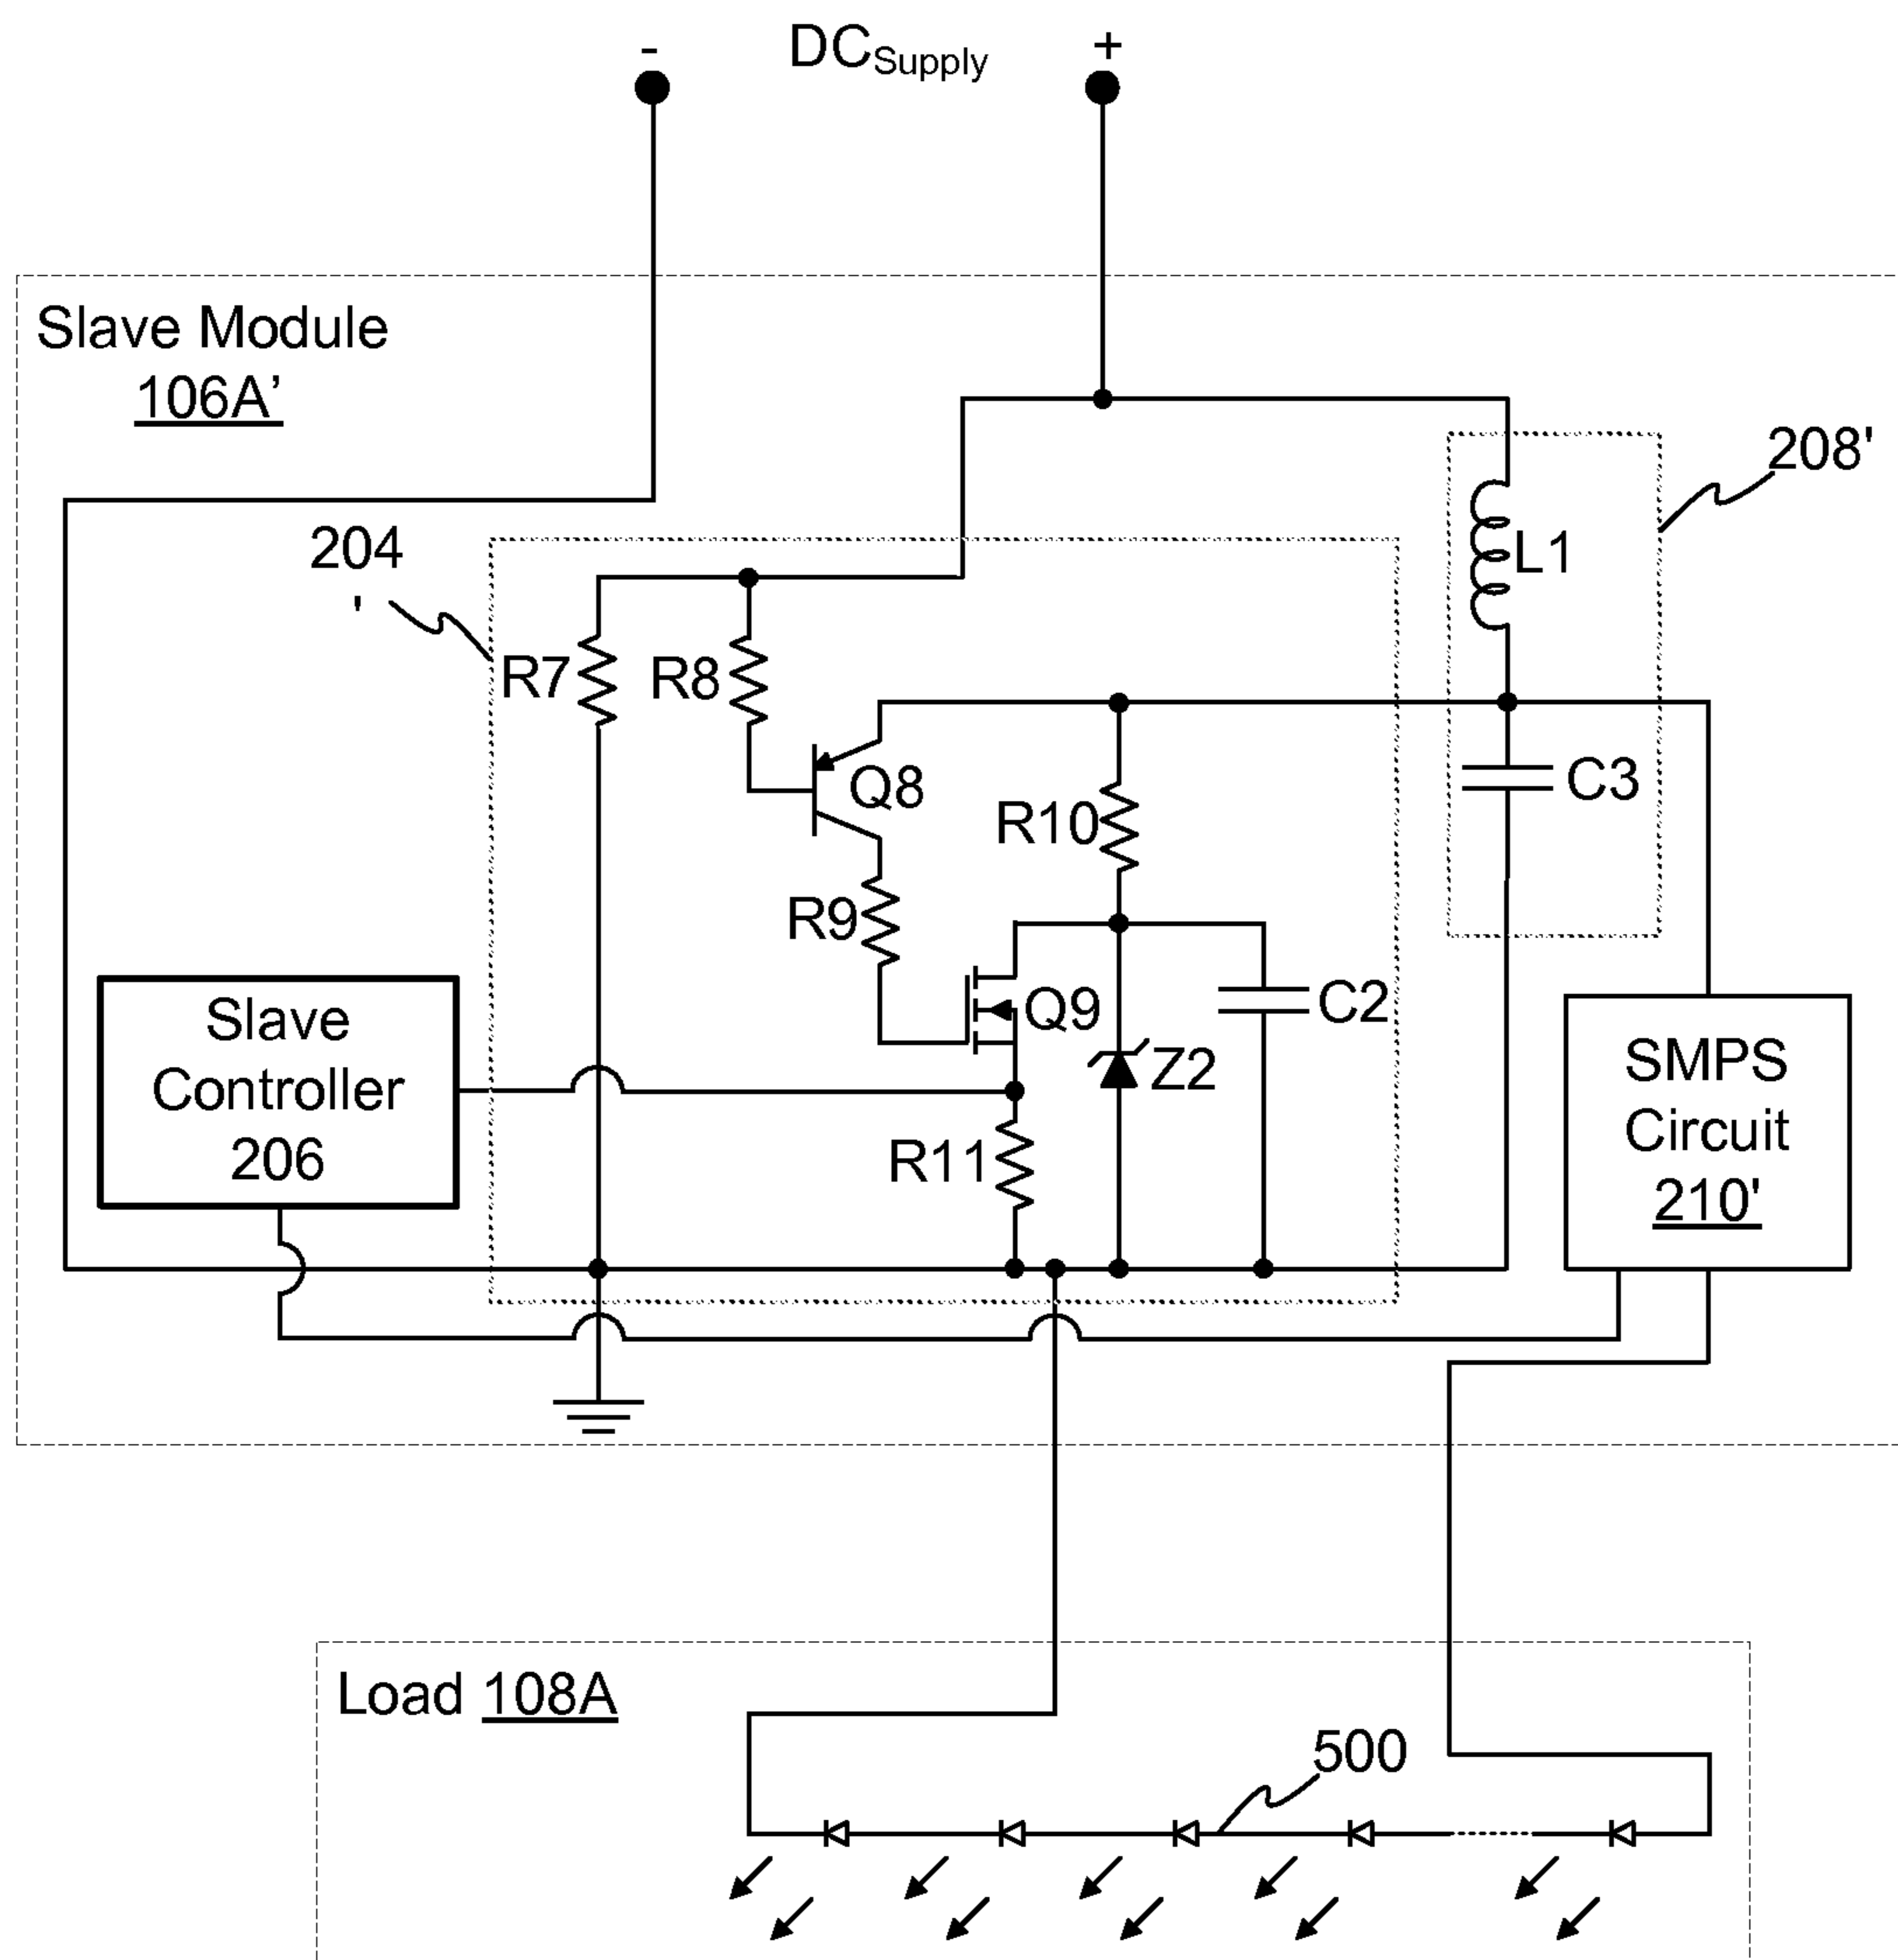 - DCSupply +
Slave Module
106A’
208'
204
'
L1
R7
R8
Q8
C3
R10
R9
Q9
C2
Slave
Controller
206
Z2
SMPS
Circuit
210'
R11
Load 108A
500